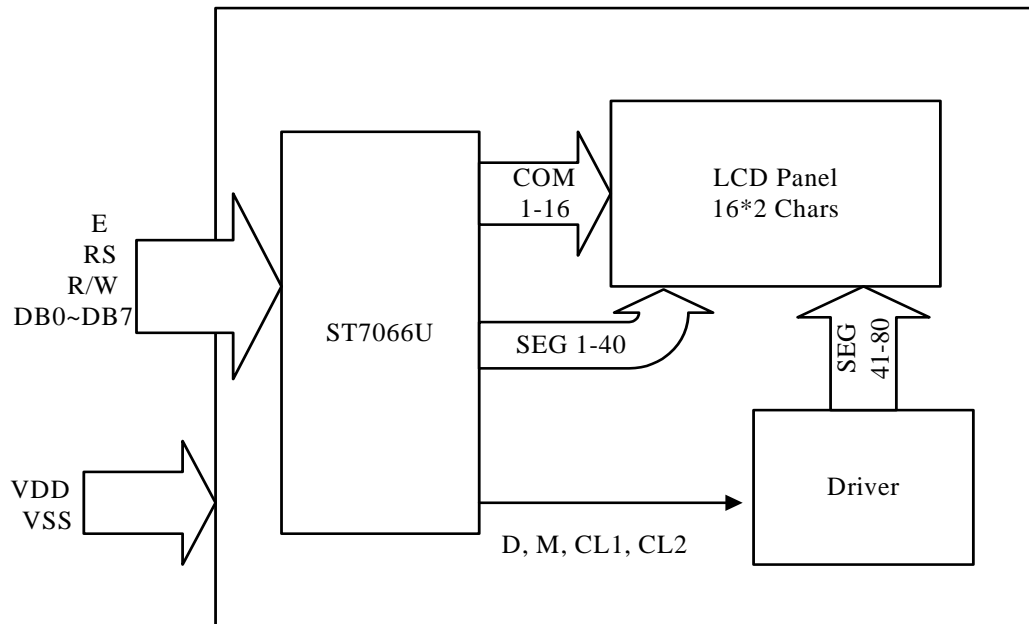 E
RS
R/W
DB0~DB7
VDD
VSS
ST7066U
COM
1-16
SEG 1-40
D, M, CL1, CL2
LCD Panel
16*2 Chars
SEG
41-80
Driver